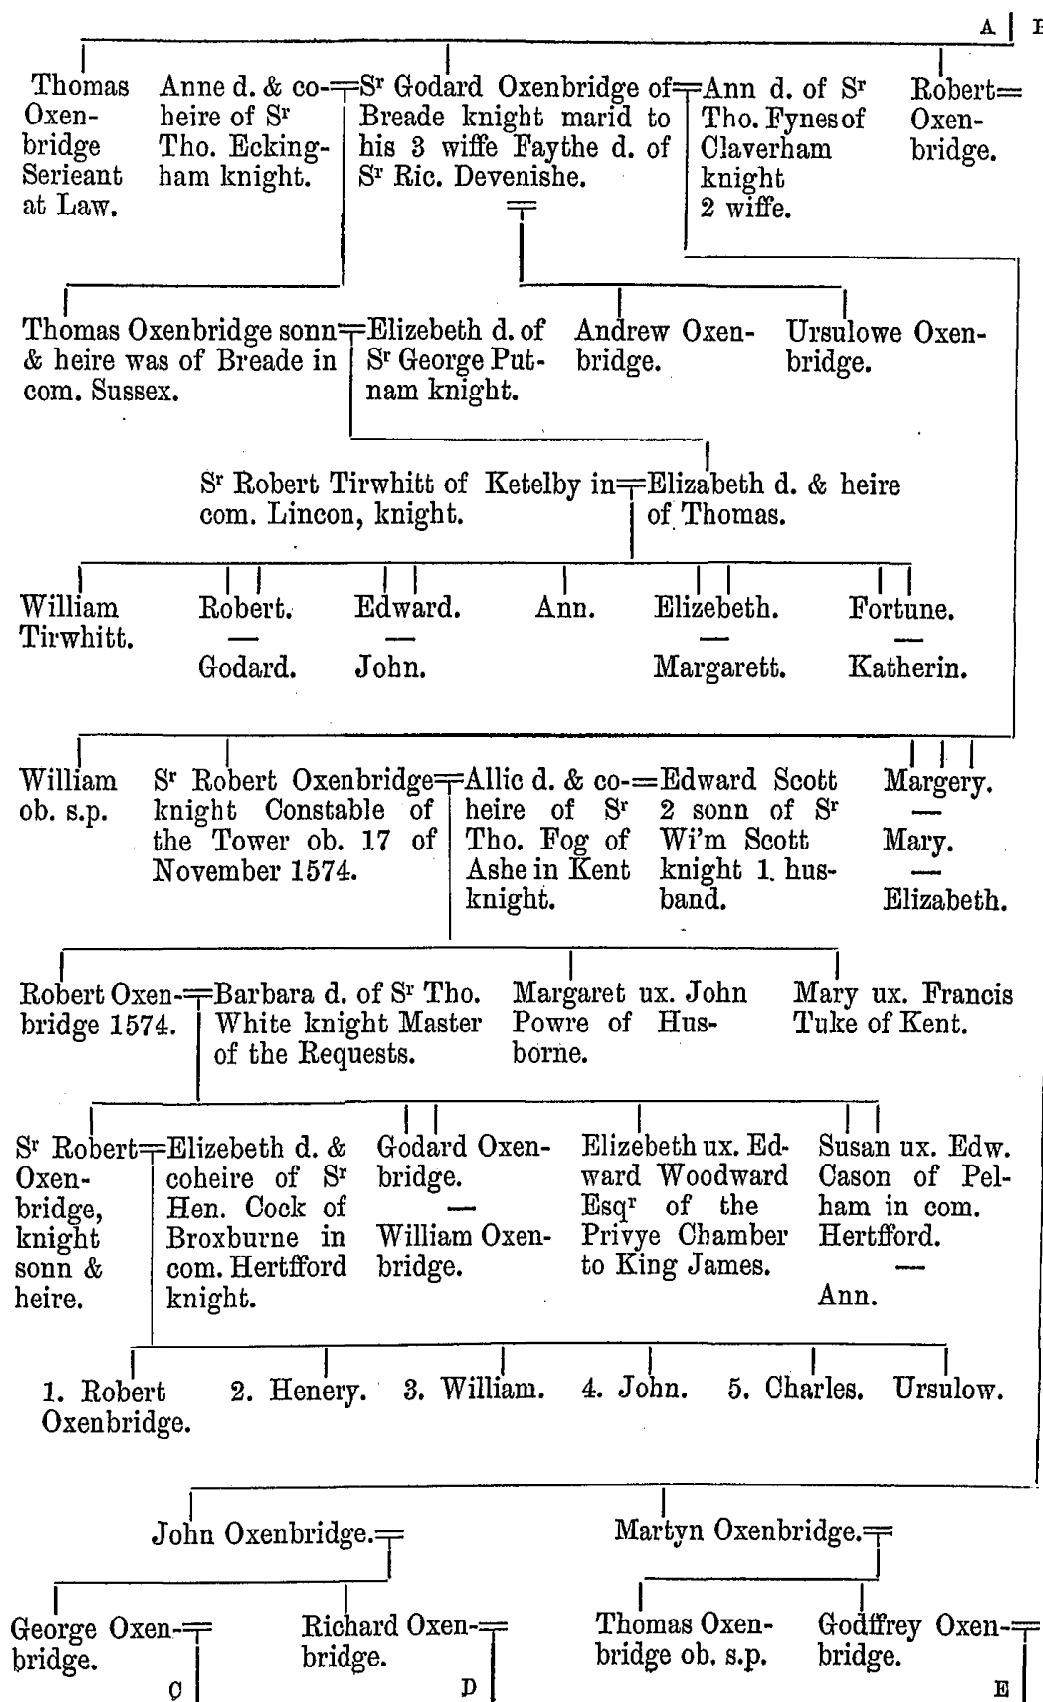 A | B
Thomas
Oxen-
bridge
Serieant
at Law.
Anne d. & co-
heire of Sr
Tho. Ecking-
ham knight.
Sr Godard Oxenbridge of
Breade knight marid to
his 3 wiffe Faythe d. of
Sr Ric. Devenishe.
Ann d. of Sr
Tho. Fynes of
Claverham
knight
2 wiffe.
Robert
Oxen-
bridge.
Thomas Oxenbridge sonn
& heire was of Breade in
com. Sussex.
Elizebeth d. of
Sr George Put-
nam knight.
Andrew Oxen-
bridge.
Ursulowe Oxen-
bridge.
Sr Robert Tirwhitt of Ketelby in
com. Lincon, knight.
Elizabeth d. & heire
of Thomas.
William
Tirwhitt.
Robert.
—
Godard.
Edward.
—
John.
Ann.
Elizebeth.
—
Margarett.
Fortune.
—
Katherin.
William
ob. s.p.
Sr Robert Oxenbridge
knight Constable of
the Tower ob. 17 of
November 1574.
Allic d. & co-
heire of Sr
Tho. Fog of
Ashe in Kent
knight.
Edward Scott
2 sonn of Sr
Wi'm Scott
knight 1. hus-
band.
Margery.
—
Mary.
—
Elizabeth.
Robert Oxen-
bridge 1574.
Barbara d. of Sr Tho.
White knight Master
of the Requests.
Margaret ux. John
Powre of Hus-
borne.
Mary ux. Francis
Tuke of Kent.
Sr Robert
Oxen-
bridge,
knight
sonn &
heire.
Elizebeth d. &
coheire of Sr
Hen. Cock of
Broxburne in
com. Hertfford
knight.
Godard Oxen-
bridge.
—
William Oxen-
bridge.
Elizebeth ux. Ed-
ward Woodward
Esqr of the
Privye Chamber
to King James.
Susan ux. Edw.
Cason of Pel-
ham in com.
Hertfford.
—
Ann.
1. Robert
Oxenbridge.
2. Henery.
3. William.
4. John.
5. Charles.
Ursulow.
John Oxenbridge.
Martyn Oxenbridge.
George Oxen-
bridge.
C
Richard Oxen-
bridge.
D
Thomas Oxen-
bridge ob. s.p.
Godffrey Oxen-
bridge.
E